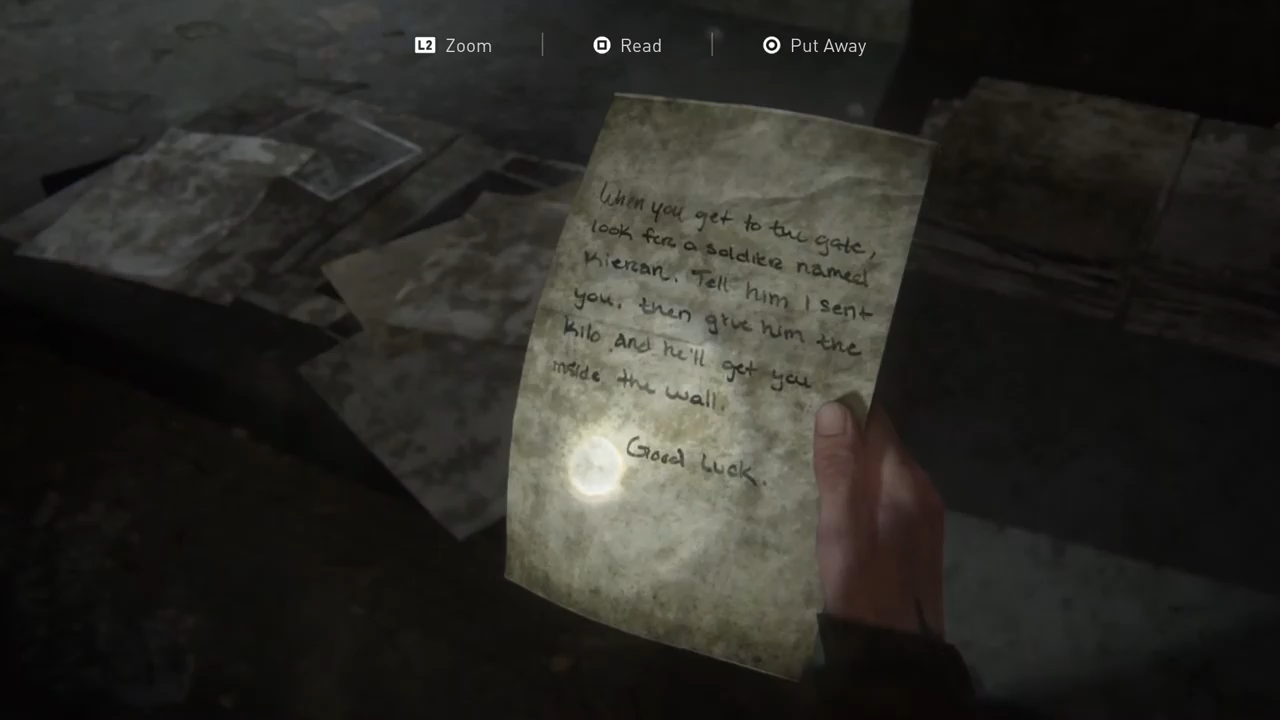 L2 Zoom Read Put Away
When you get to the gate,
look for a soldier named
Kieran. Tell him I sent
you, then give him the
kilo and he'll get you
inside the wall.
Good Luck.